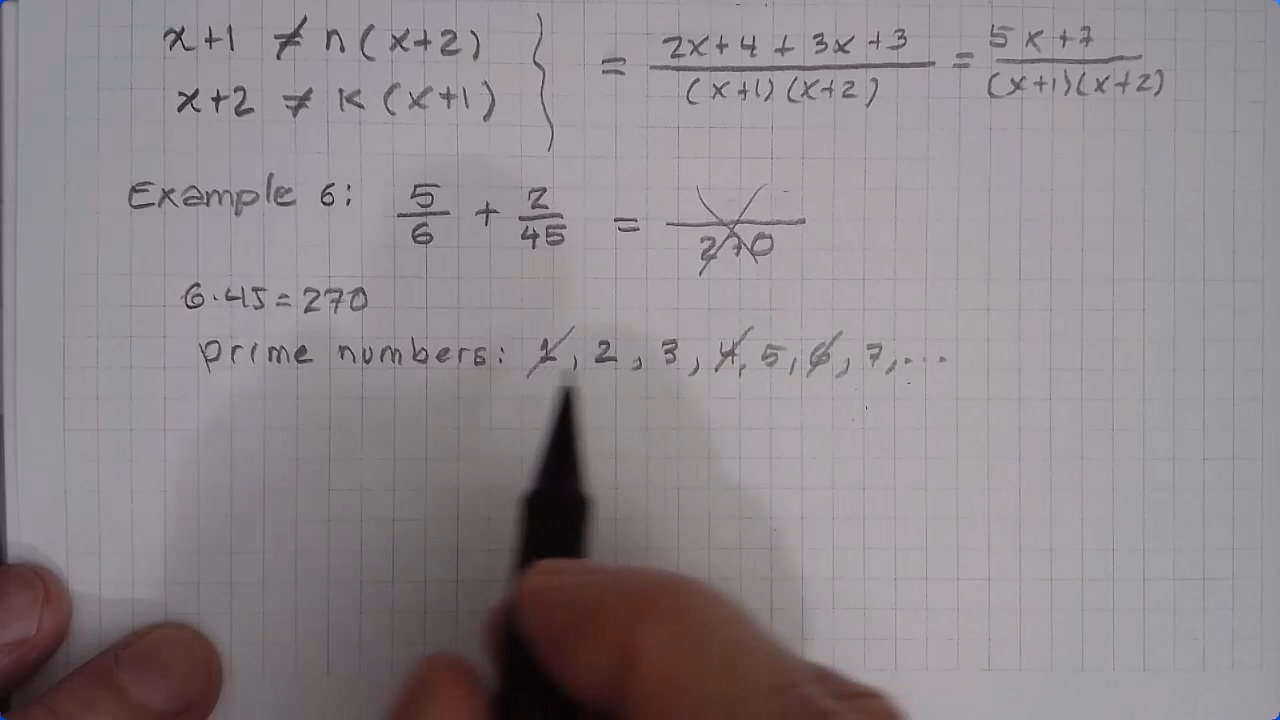 x+1 ≠ n(x+2) } = (2x+4+3x+3)/((x+1)(x+2)) = (5x+7)/((x+1)(x+2))
x+2 ≠ K(x+1)
Example 6: 5/6 + 2/45 = /270
6·45=270
prime numbers: 1, 2, 3, 4, 5, 6, 7,...